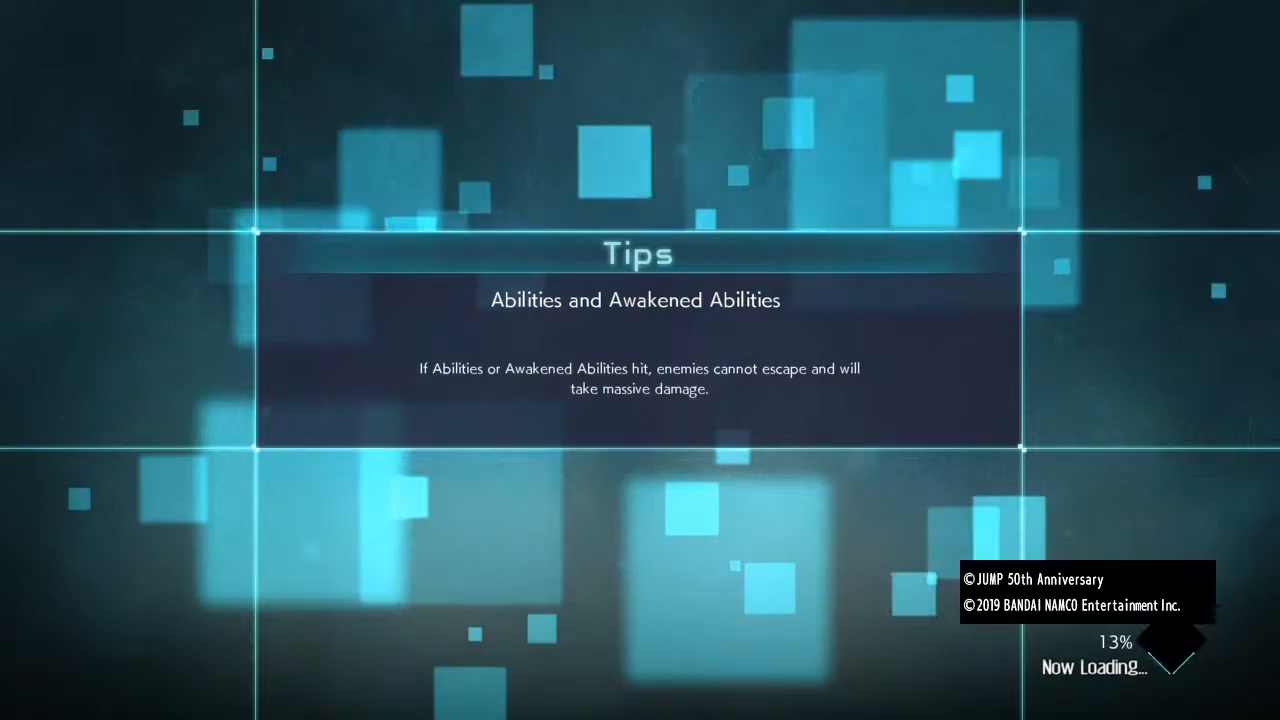 Tips
Abilities and Awakened Abilities
If Abilities or Awakened Abilities hit, enemies cannot escape and will
take massive damage.
©JUMP 50th Anniversary
©2019 BANDAI NAMCO Entertainment Inc.
13%
Now Loading...